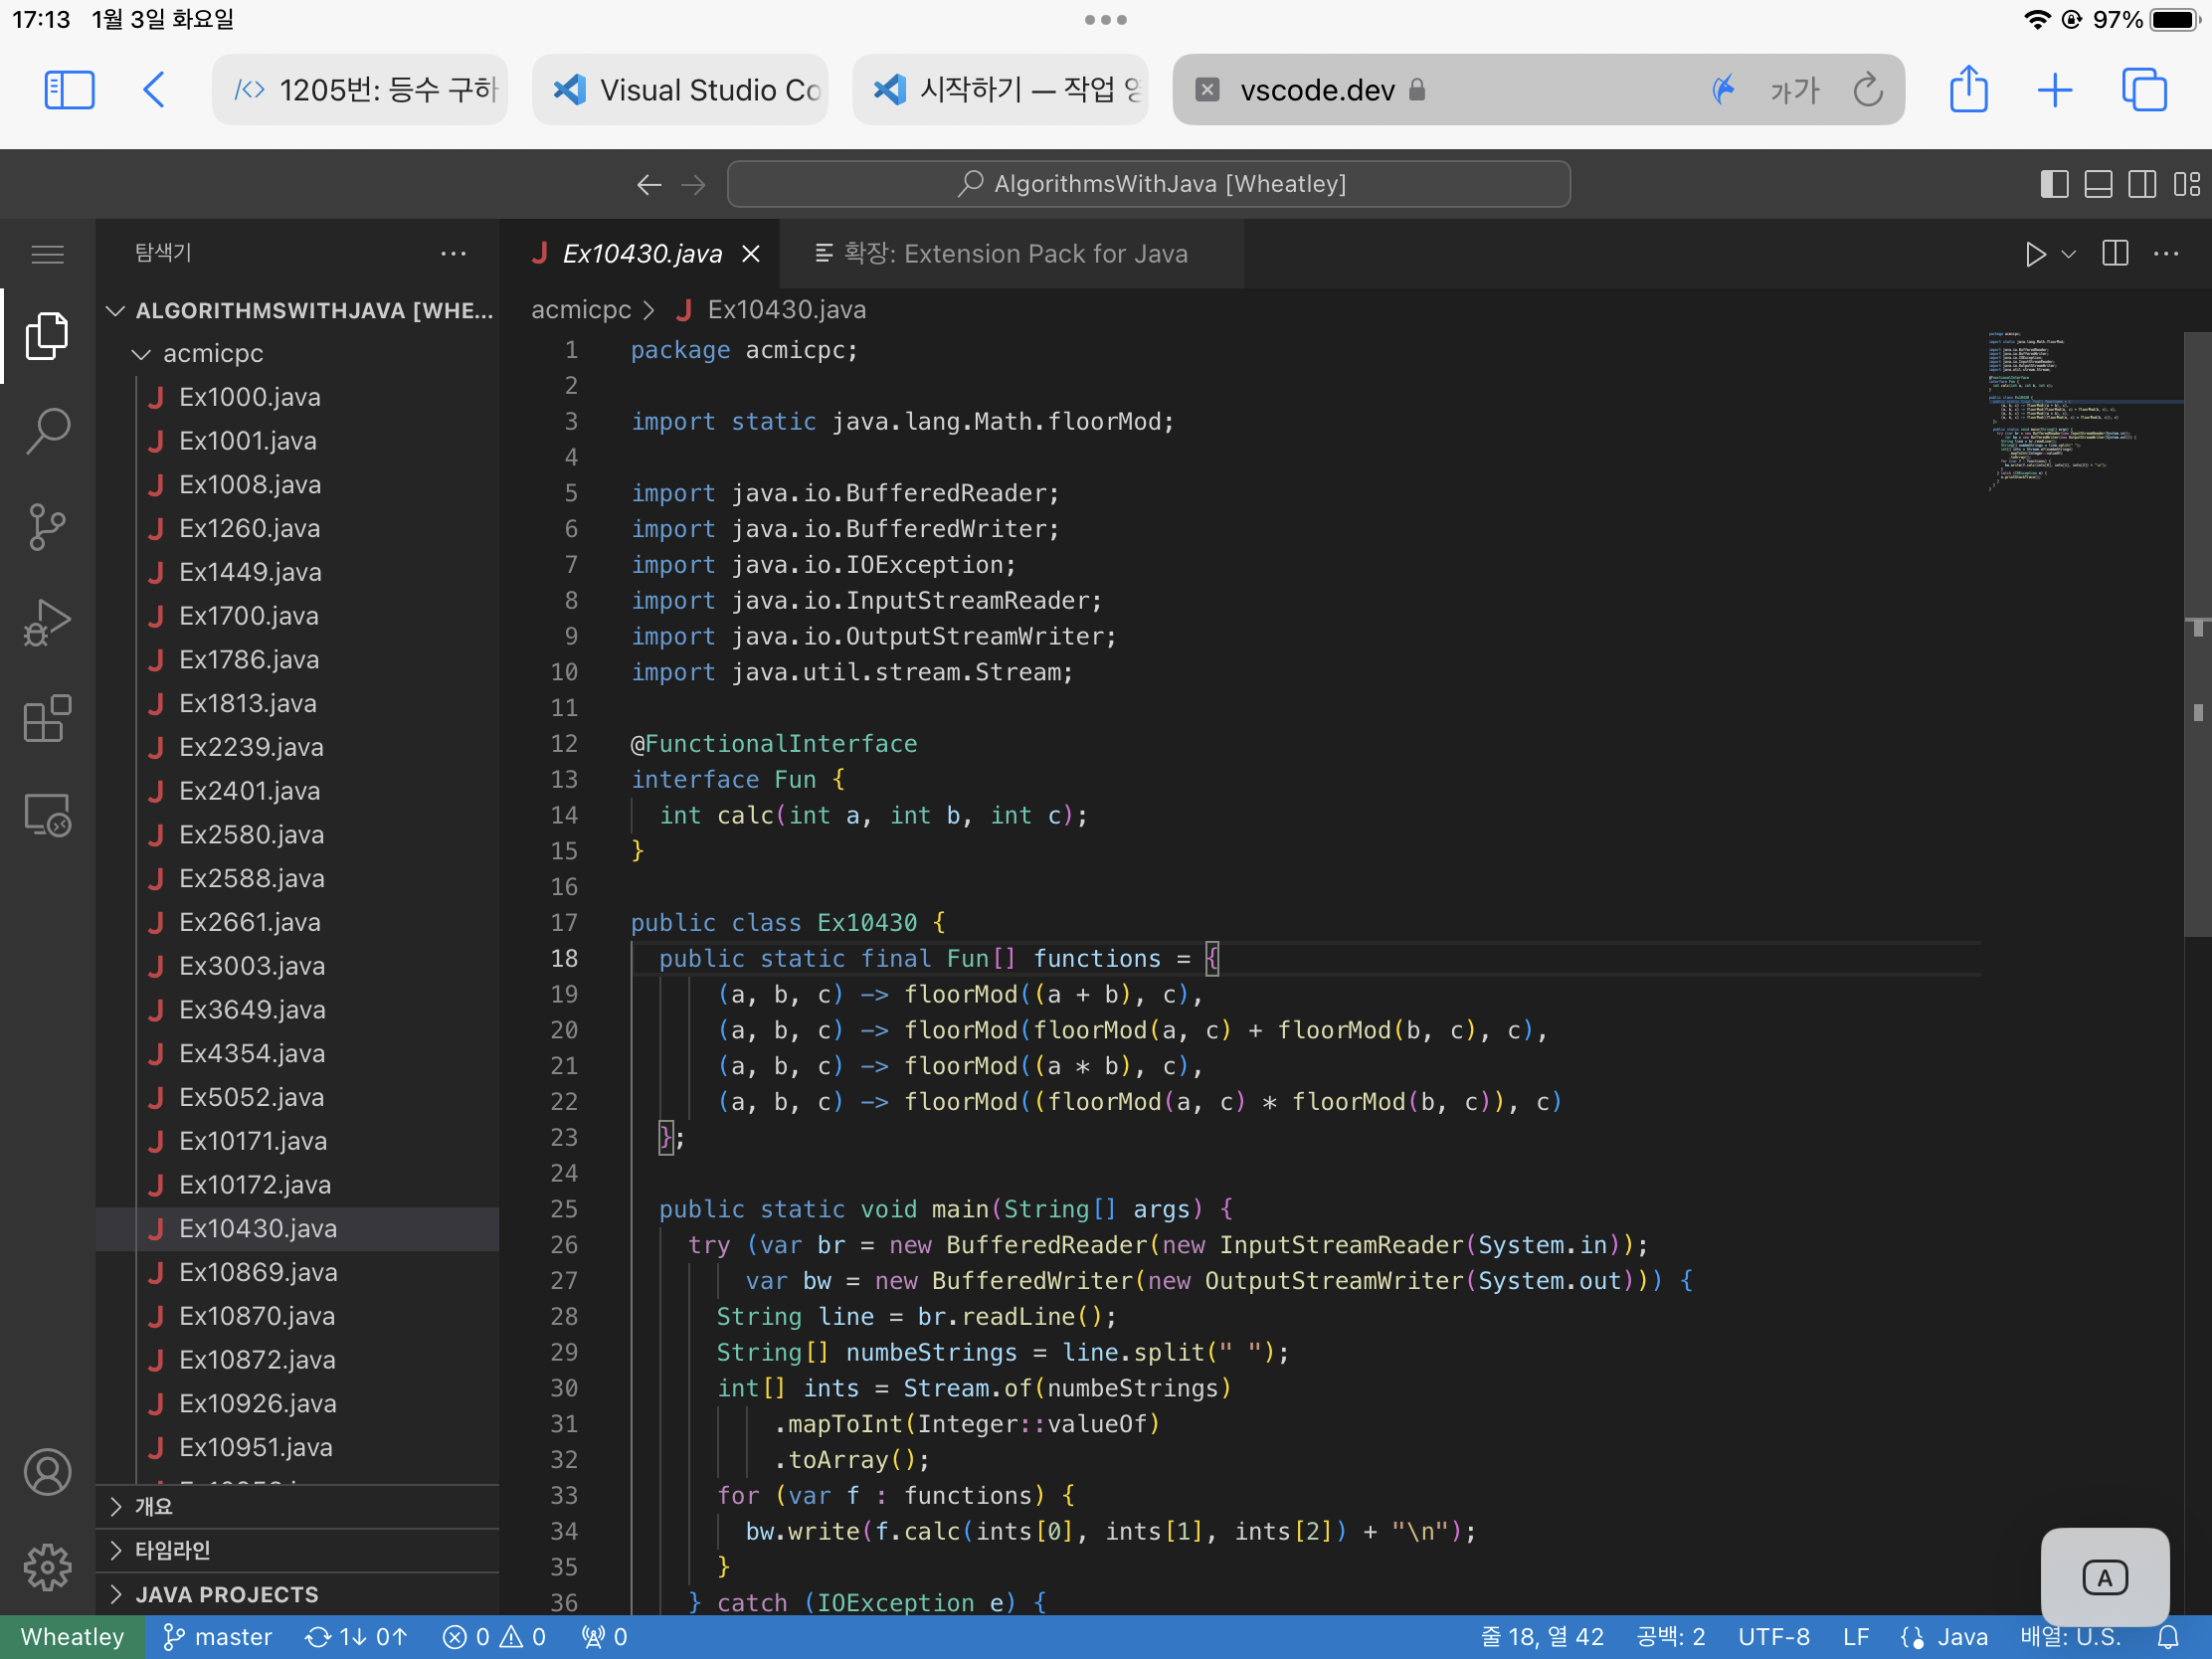 17:13 1월 3일 화요일
97%
1205번: 등수 구하
Visual Studio Co
시작하기 — 작업 영
vscode.dev
가가
AlgorithmsWithJava [Wheatley]
탐색기
ALGORITHMSWITHJAVA [WHE...
acmicpc
Ex1000.java
Ex1001.java
Ex1008.java
Ex1260.java
Ex1449.java
Ex1700.java
Ex1786.java
Ex1813.java
Ex2239.java
Ex2401.java
Ex2580.java
Ex2588.java
Ex2661.java
Ex3003.java
Ex3649.java
Ex4354.java
Ex5052.java
Ex10171.java
Ex10172.java
Ex10430.java
Ex10869.java
Ex10870.java
Ex10872.java
Ex10926.java
Ex10951.java
개요
타임라인
JAVA PROJECTS
Ex10430.java
확장: Extension Pack for Java
acmicpc > Ex10430.java
1 package acmicpc;
2
3 import static java.lang.Math.floorMod;
4
5 import java.io.BufferedReader;
6 import java.io.BufferedWriter;
7 import java.io.IOException;
8 import java.io.InputStreamReader;
9 import java.io.OutputStreamWriter;
10 import java.util.stream.Stream;
11
12 @FunctionalInterface
13 interface Fun {
14 int calc(int a, int b, int c);
15 }
16
17 public class Ex10430 {
18 public static final Fun[] functions = {
19 (a, b, c) -> floorMod((a + b), c),
20 (a, b, c) -> floorMod(floorMod(a, c) + floorMod(b, c), c),
21 (a, b, c) -> floorMod((a * b), c),
22 (a, b, c) -> floorMod((floorMod(a, c) * floorMod(b, c)), c)
23 };
24
25 public static void main(String[] args) {
26 try (var br = new BufferedReader(new InputStreamReader(System.in));
27 var bw = new BufferedWriter(new OutputStreamWriter(System.out))) {
28 String line = br.readLine();
29 String[] numbeStrings = line.split(" ");
30 int[] ints = Stream.of(numbeStrings)
31 .mapToInt(Integer::valueOf)
32 .toArray();
33 for (var f : functions) {
34 bw.write(f.calc(ints[0], ints[1], ints[2]) + "\n");
35 }
36 } catch (IOException e) {
A
Wheatley master 1↓ 0↑ 0 0 0
줄 18, 열 42 공백: 2 UTF-8 LF Java 배열: U.S.